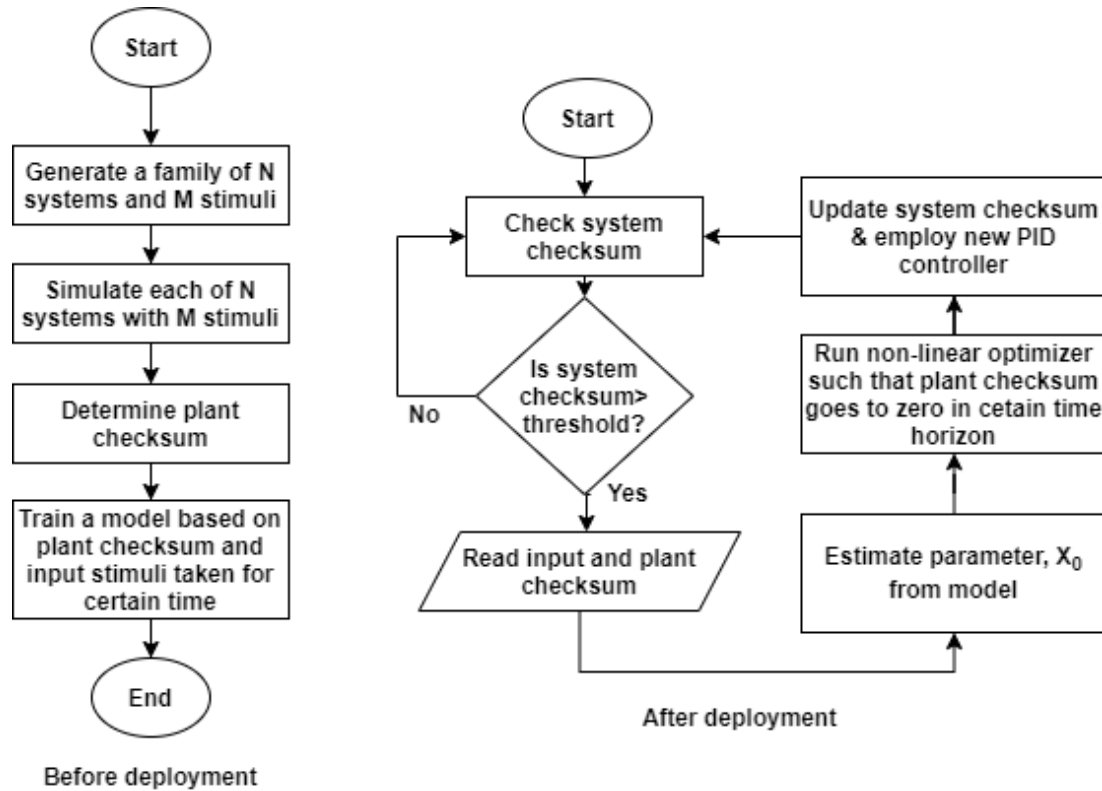 Start
Generate a family of N
systems and M stimuli
Simulate each of N
systems with M stimuli
Determine plant
checksum
Train a model based on
plant checksum and
input stimuli taken for
certain time
End
Before deployment
Start
Check system
checksum
Is system
checksum>
threshold?
No
Yes
Read input and plant
checksum
Estimate parameter, X₀
from model
Run non-linear optimizer
such that plant checksum
goes to zero in cetain time
horizon
Update system checksum
& employ new PID
controller
After deployment